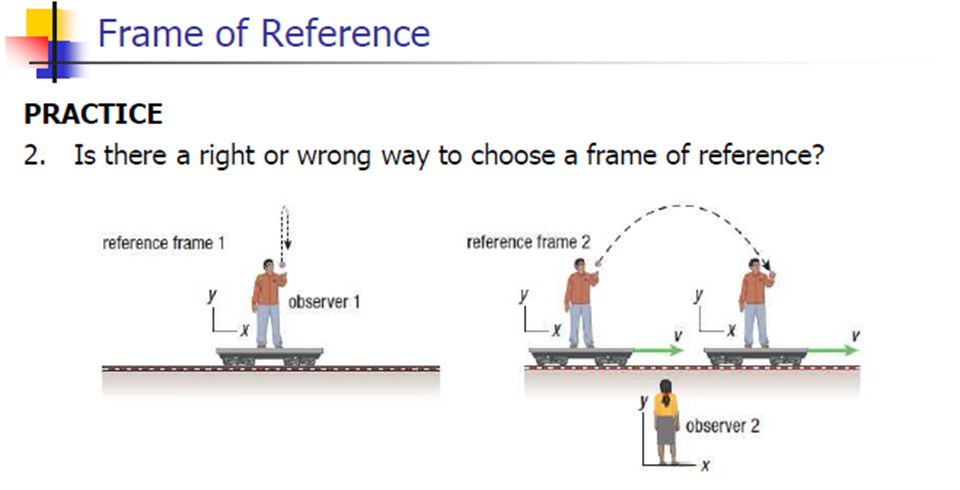 Frame of Reference
PRACTICE
2. Is there a right or wrong way to choose a frame of reference?
reference frame 1
observer 1
y
x
reference frame 2
y
x
v
y
x
v
y
observer 2
x